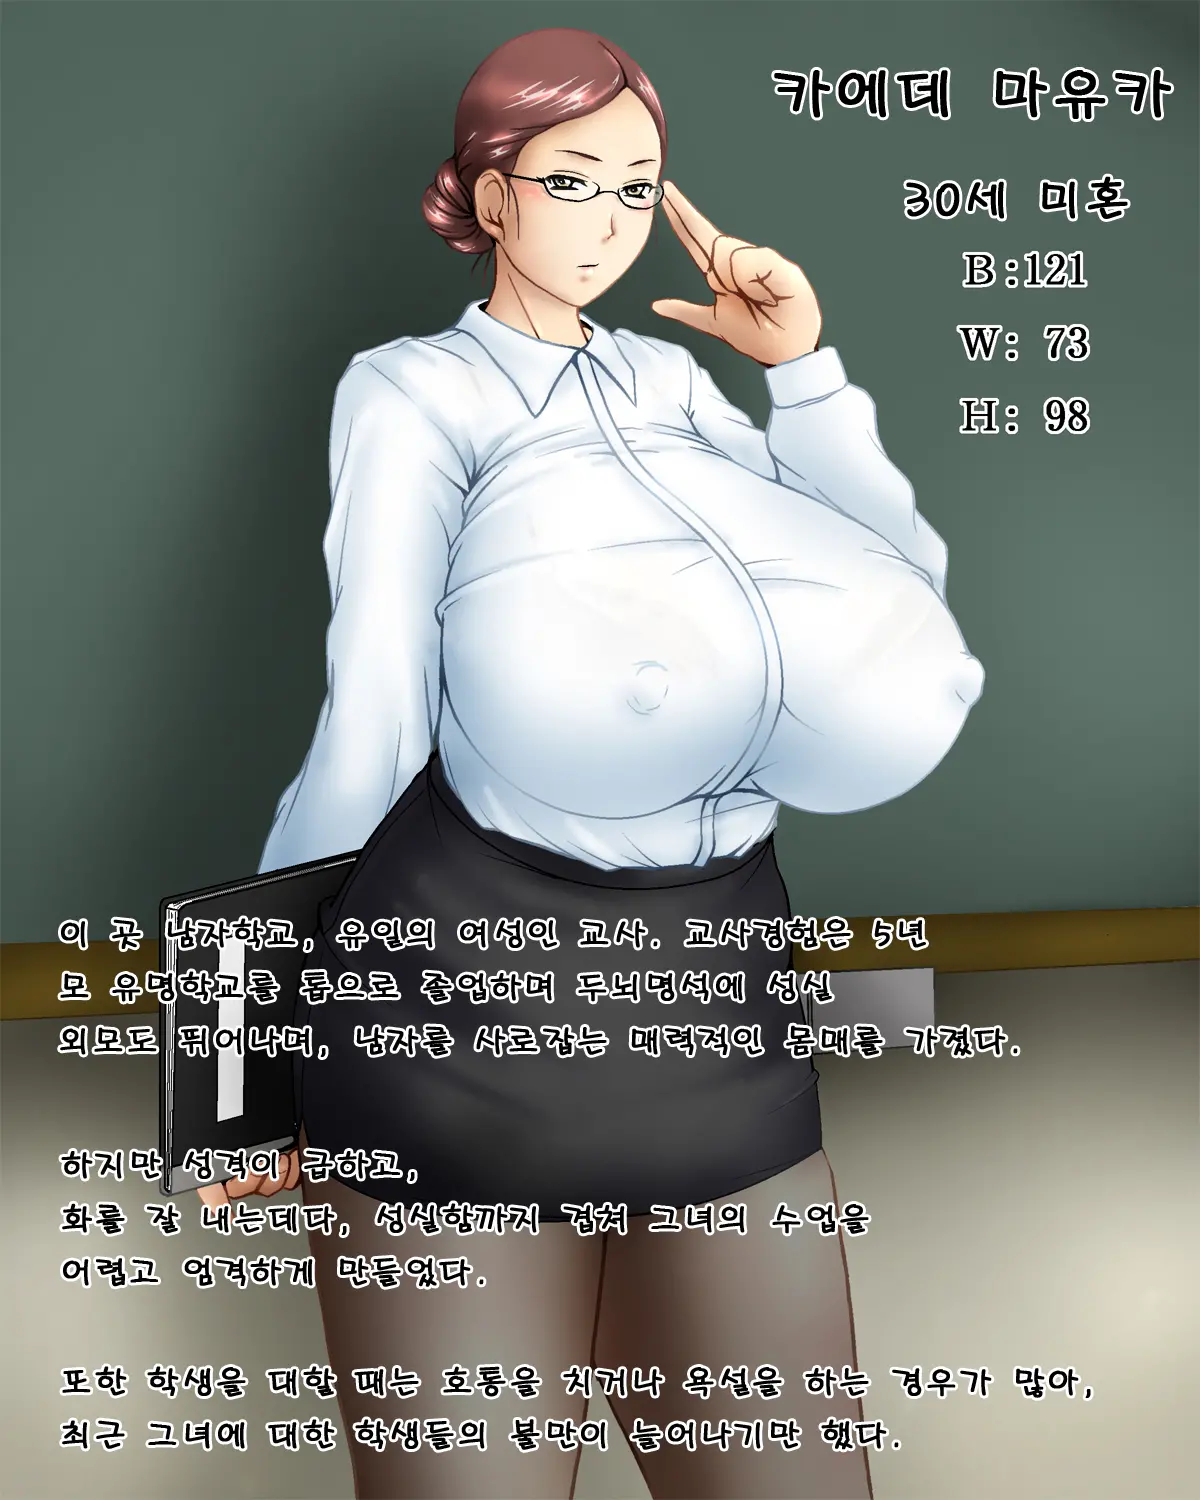 카에데 마유카
30세 미혼
B:121
W: 73
H: 98
이 곳 남자학교, 유일의 여성인 교사. 교사경험은 5년
모 유명학교를 톱으로 졸업하며 두뇌명석에 성실
외모도 뛰어나며, 남자를 사로잡는 매력적인 몸매를 가졌다.
하지만 성격이 급하고,
화를 잘 내는데다, 성실함까지 겹쳐 그녀의 수업을
어렵고 엄격하게 만들었다.
또한 학생을 대할 때는 호통을 치거나 욕설을 하는 경우가 많아,
최근 그녀에 대한 학생들의 불만이 늘어나기만 했다.